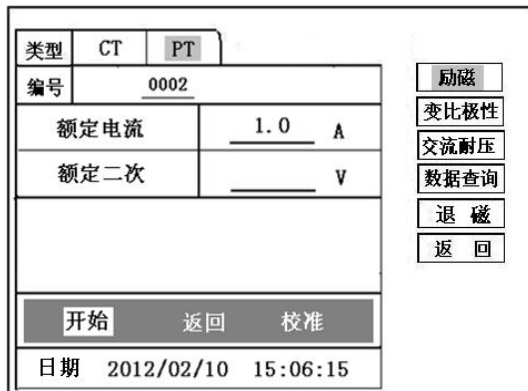 类型 CT PT
编号 0002
额定电流 1.0 A
额定二次 V
开始 返回 校准
日期 2012/02/10 15:06:15
励磁
变比极性
交流耐压
数据查询
退 磁
返 回